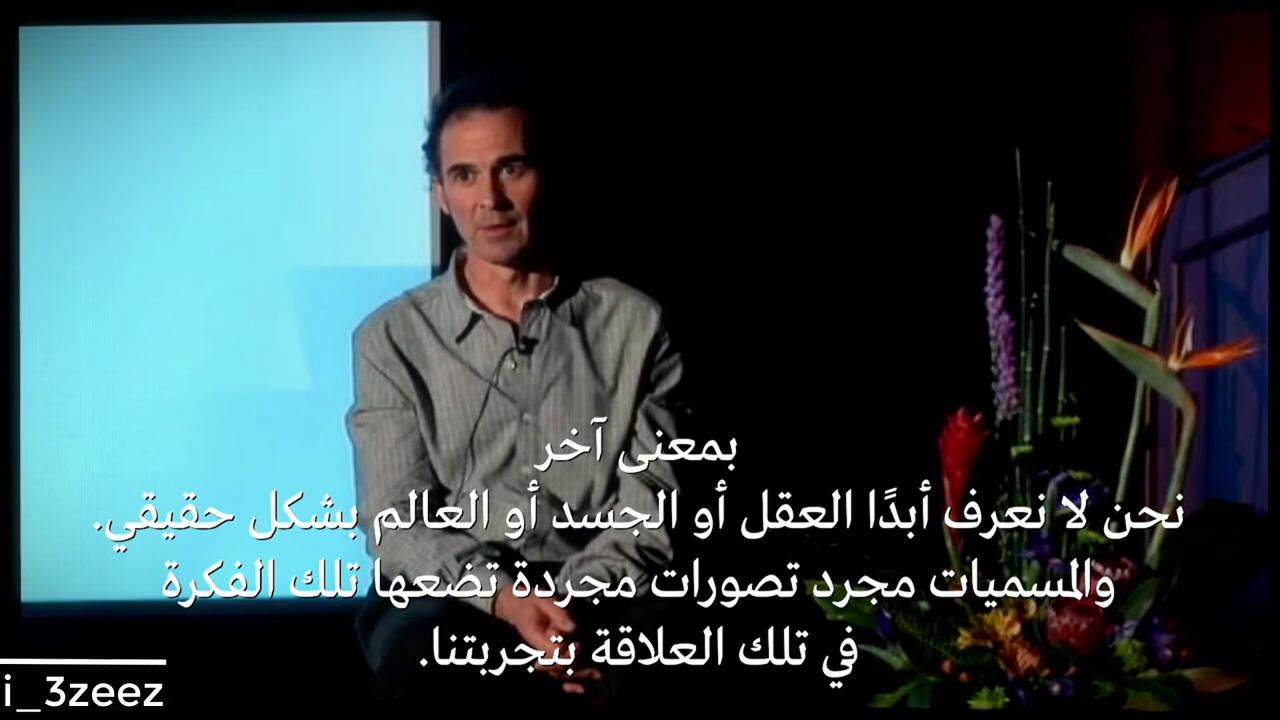 بمعنى آخر
نحن لا نعرف أبدًا العقل أو الجسد أو العالم بشكل حقيقي.
والمسميات مجرد تصورات مجردة تضعها تلك الفكرة
في تلك العلاقة بتجربتنا.
i_3zeez